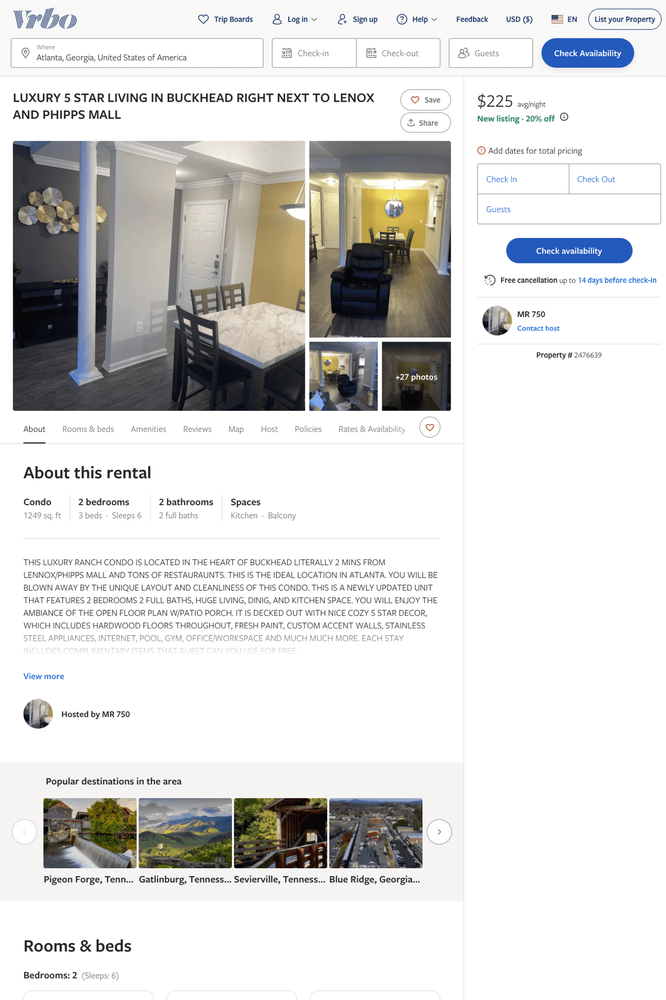 Vrbo
Trip Boards
Log in
Sign up
Help
Feedback
USD ($)
EN
List your Property
Where
Atlanta, Georgia, United States of America
Check-in
Check-out
Guests
Check Availability
LUXURY 5 STAR LIVING IN BUCKHEAD RIGHT NEXT TO LENOX
AND PHIPPS MALL
Save
Share
+27 photos
$225 avg/night
New listing · 20% off
Add dates for total pricing
Check In
Check Out
Guests
Check availability
Free cancellation up to 14 days before check-in
MR 750
Contact host
Property # 2476639
About
Rooms & beds
Amenities
Reviews
Map
Host
Policies
Rates & Availability
About this rental
Condo
1249 sq. ft
2 bedrooms
3 beds · Sleeps 6
2 bathrooms
2 full baths
Spaces
Kitchen · Balcony
THIS LUXURY RANCH CONDO IS LOCATED IN THE HEART OF BUCKHEAD LITERALLY 2 MINS FROM
LENNOX/PHIPPS MALL AND TONS OF RESTAURAUNTS. THIS IS THE IDEAL LOCATION IN ATLANTA. YOU WILL BE
BLOWN AWAY BY THE UNIQUE LAYOUT AND CLEANLINESS OF THIS CONDO. THIS IS A NEWLY UPDATED UNIT
THAT FEATURES 2 BEDROOMS 2 FULL BATHS, HUGE LIVING, DINIG, AND KITCHEN SPACE. YOU WILL ENJOY THE
AMBIANCE OF THE OPEN FLOOR PLAN W/PATIO PORCH. IT IS DECKED OUT WITH NICE COZY 5 STAR DECOR,
WHICH INCLUDES HARDWOOD FLOORS THROUGHOUT, FRESH PAINT, CUSTOM ACCENT WALLS, STAINLESS
STEEL APPLIANCES, INTERNET, POOL, GYM, OFFICE/WORKSPACE AND MUCH MUCH MORE. EACH STAY
INCLUDES COMPLIMENTARY ITEMS THAT GUEST CAN YOU USE FOR FREE.
View more
Hosted by MR 750
Popular destinations in the area
Pigeon Forge, Tenn...
Gatlinburg, Tenness...
Sevierville, Tenness...
Blue Ridge, Georgia...
Rooms & beds
Bedrooms: 2 (Sleeps: 6)